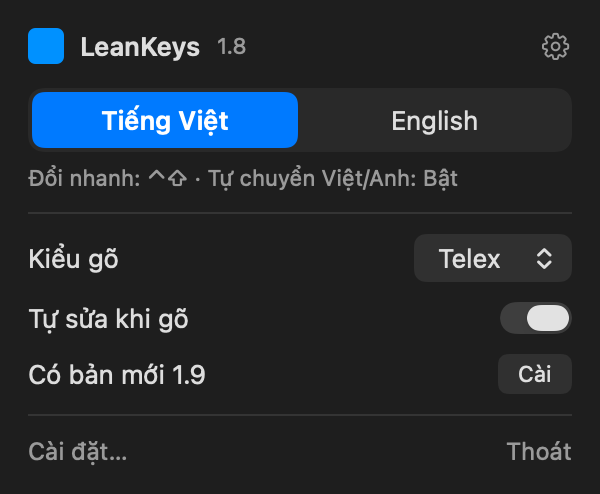 LeanKeys 1.8
Tiếng Việt English
Đổi nhanh: ⌃⇧ · Tự chuyển Việt/Anh: Bật
Kiểu gõ Telex
Tự sửa khi gõ
Có bản mới 1.9 Cài
Cài đặt... Thoát